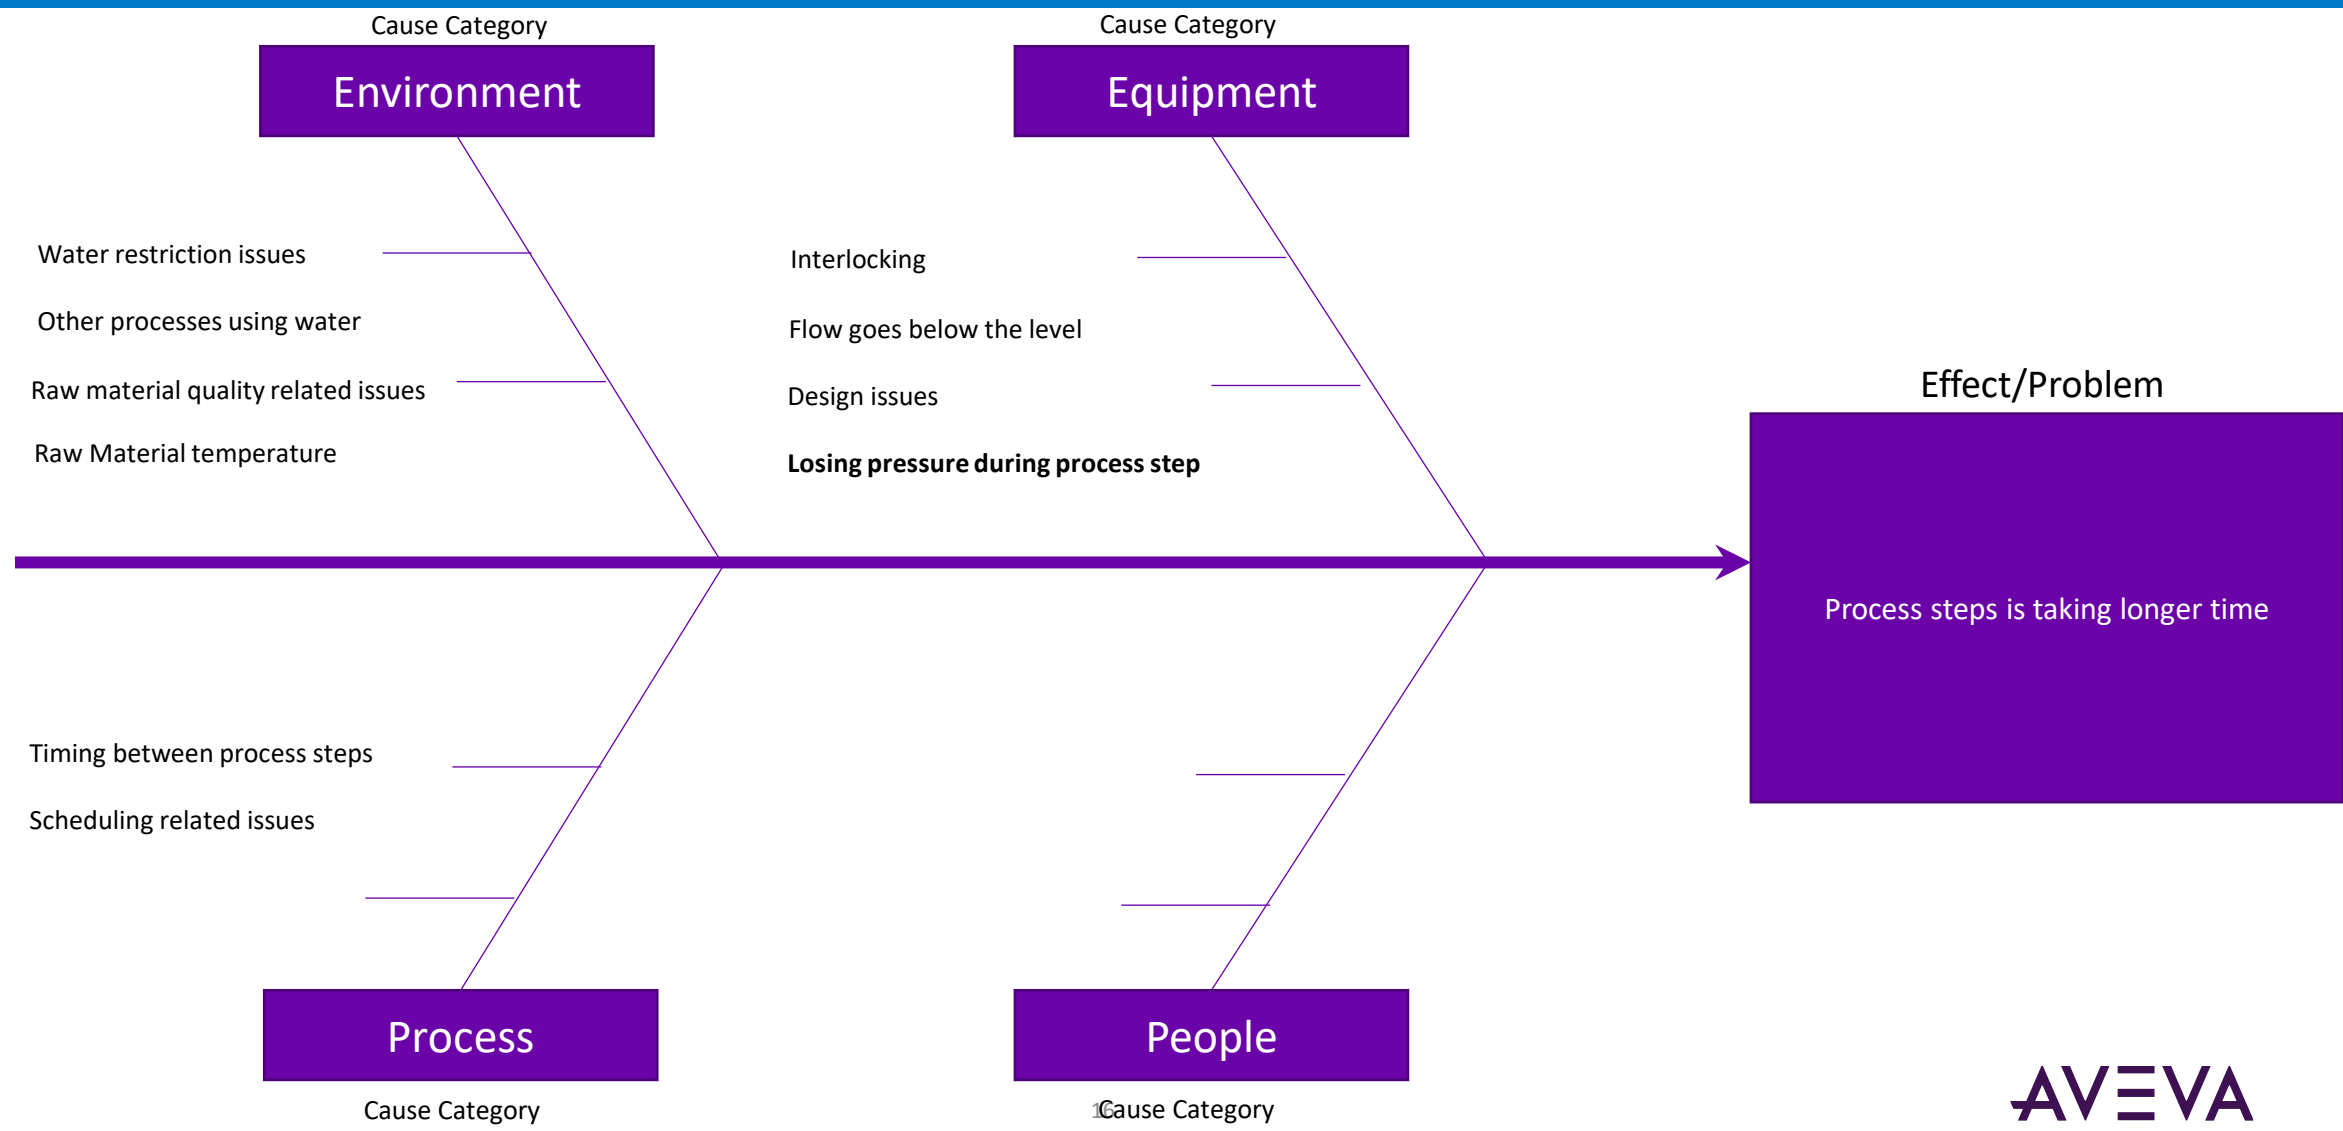 Cause Category
Cause Category
Environment
Equipment
Water restriction issues
Other processes using water
Raw material quality related issues
Raw Material temperature
Interlocking
Flow goes below the level
Design issues
Losing pressure during process step
Effect/Problem
Process steps is taking longer time
Timing between process steps
Scheduling related issues
Process
People
Cause Category
16
Cause Category
AVEVA